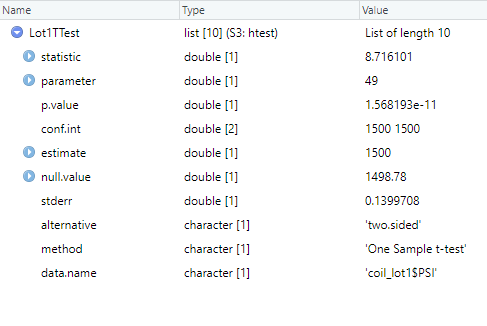 Name Type Value
Lot1TTest list [10] (S3: htest) List of length 10
statistic double [1] 8.716101
parameter double [1] 49
p.value double [1] 1.568193e-11
conf.int double [2] 1500 1500
estimate double [1] 1500
null.value double [1] 1498.78
stderr double [1] 0.1399708
alternative character [1] 'two.sided'
method character [1] 'One Sample t-test'
data.name character [1] 'coil_lot1$PSI'